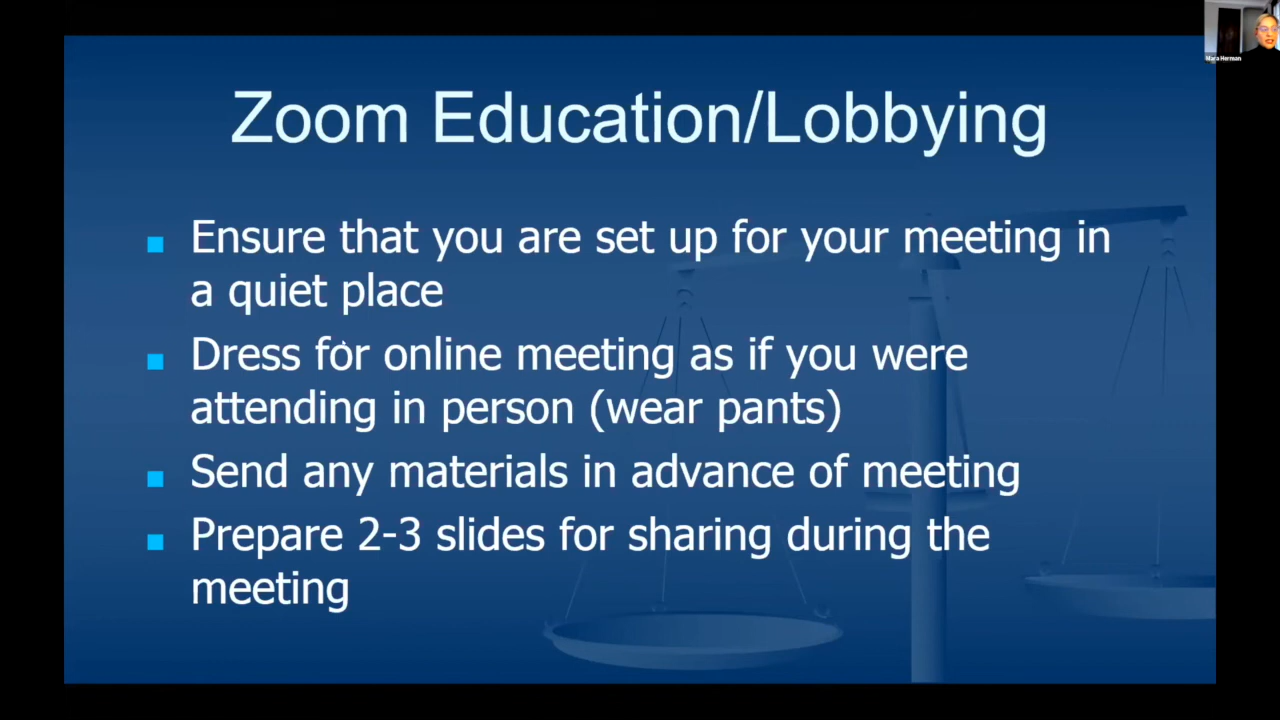 Mara Herman
Zoom Education/Lobbying
Ensure that you are set up for your meeting in
a quiet place
Dress for online meeting as if you were
attending in person (wear pants)
Send any materials in advance of meeting
Prepare 2-3 slides for sharing during the
meeting